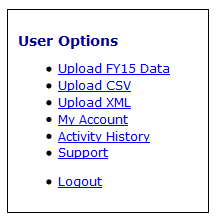 User Options
Upload FY15 Data
Upload CSV
Upload XML
My Account
Activity History
Support
Logout